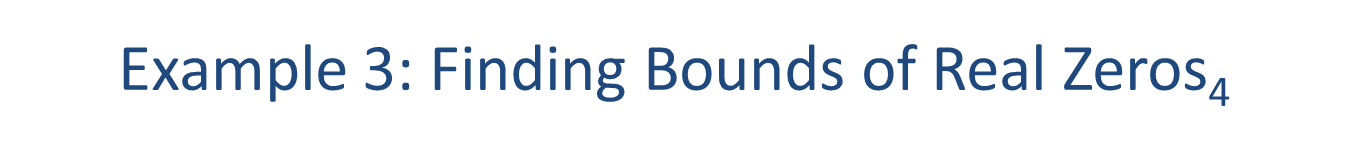 Example 3: Finding Bounds of Real Zeros₄